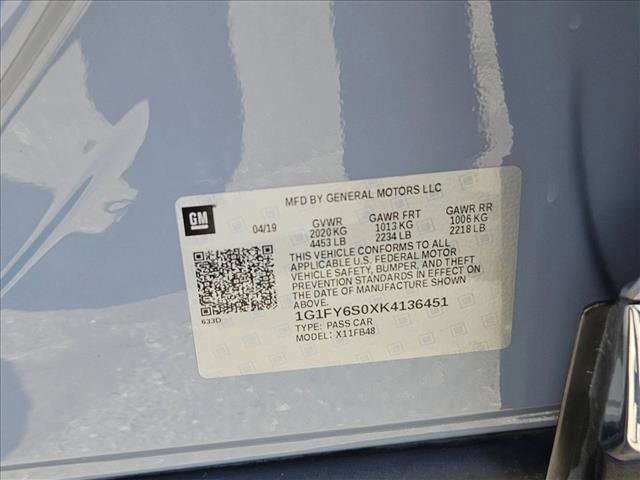 MFD BY GENERAL MOTORS LLC
GM
04/19
GVWR GAWR FRT GAWR RR
2020 KG 1013 KG 1006 KG
4453 LB 2234 LB 2218 LB
THIS VEHICLE CONFORMS TO ALL
APPLICABLE U.S. FEDERAL MOTOR
VEHICLE SAFETY, BUMPER, AND THEFT
PREVENTION STANDARDS IN EFFECT ON
THE DATE OF MANUFACTURE SHOWN
ABOVE.
633D
1G1FY6S0XK4136451
TYPE: PASS CAR
MODEL: X11FB48